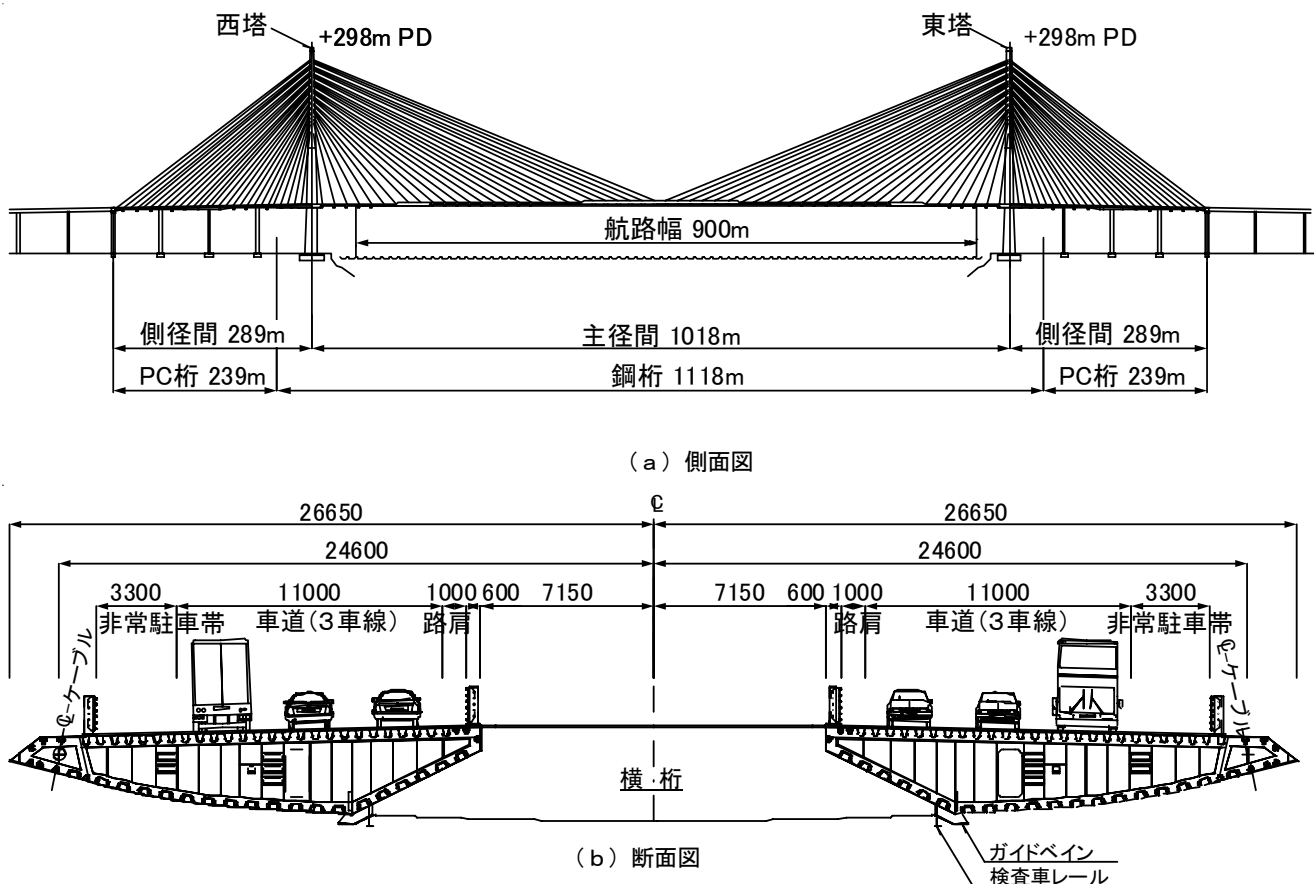 西塔 +298m PD 東塔 +298m PD
航路幅 900m
側径間 289m 主径間 1018m 側径間 289m
PC桁 239m 鋼桁 1118m PC桁 239m
(a) 側面図
℄
26650 26650
24600 24600
3300 11000 1000 600 7150 7150 600 1000 11000 3300
非常駐車帯 車道(3車線) 路肩 路肩 車道(3車線) 非常駐車帯
℄ケーブル ℄ケーブル
横桁
(b) 断面図
ガイドベイン
検査車レール